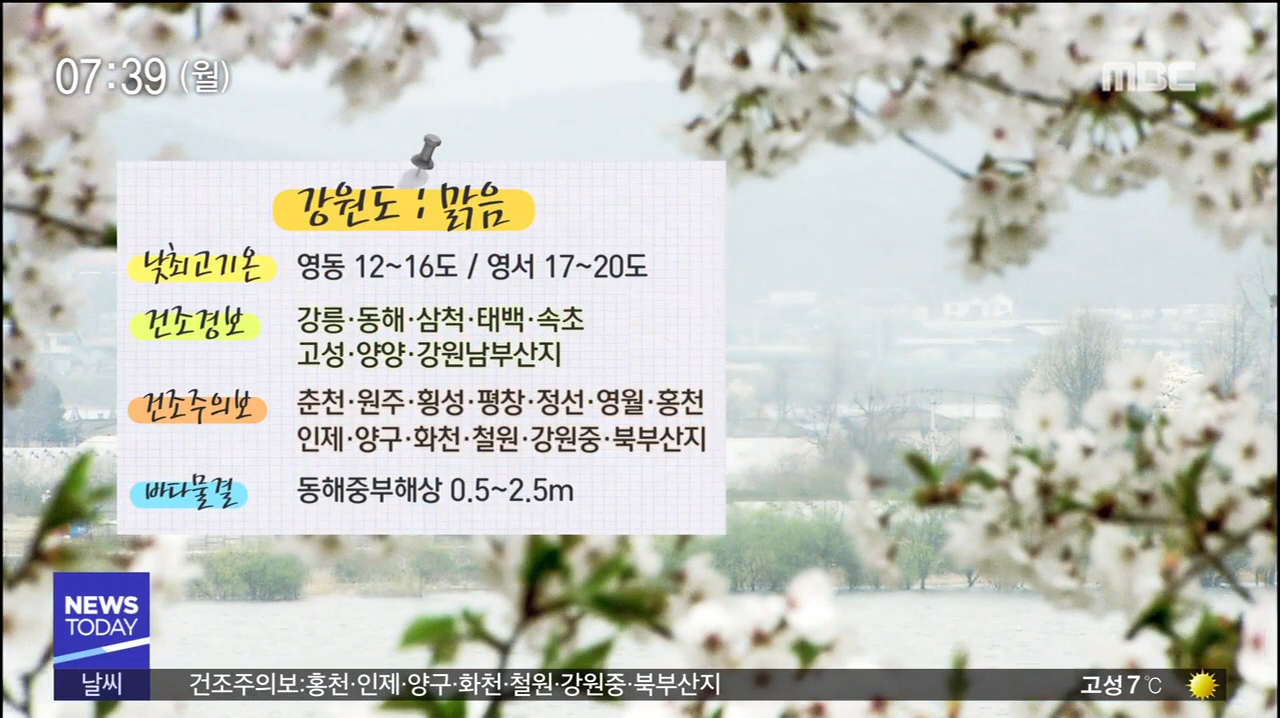 07:39 (월)
MBC
강원도 : 맑음
낮최고기온 영동 12~16도 / 영서 17~20도
건조경보 강릉·동해·삼척·태백·속초
고성·양양·강원남부산지
건조주의보 춘천·원주·횡성·평창·정선·영월·홍천
인제·양구·화천·철원·강원중·북부산지
바다물결 동해중부해상 0.5~2.5m
NEWS
TODAY
날씨 건조주의보:홍천·인제·양구·화천·철원·강원중·북부산지 고성 7℃